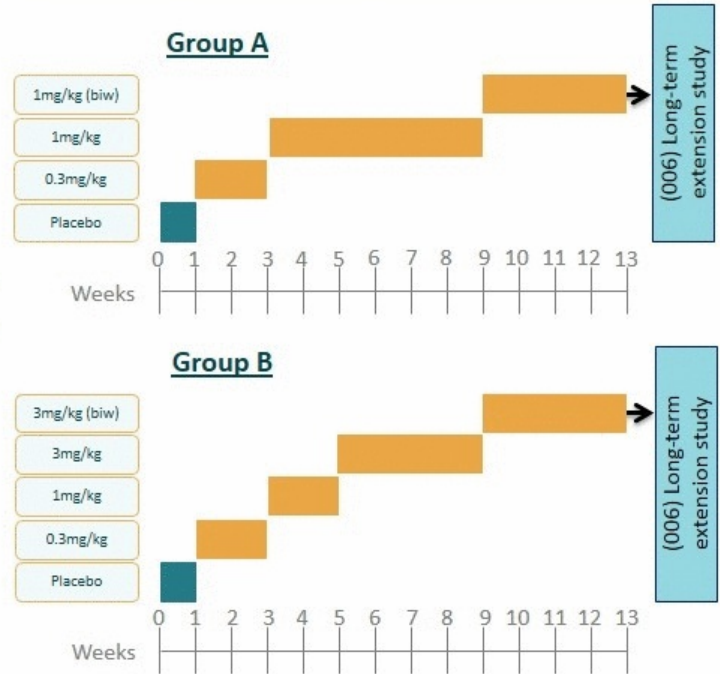 Group A
1mg/kg (biw)
1mg/kg
0.3mg/kg
Placebo
0 1 2 3 4 5 6 7 8 9 10 11 12 13
Weeks
(006) Long-term
extension study
Group B
3mg/kg (biw)
3mg/kg
1mg/kg
0.3mg/kg
Placebo
0 1 2 3 4 5 6 7 8 9 10 11 12 13
Weeks
(006) Long-term
extension study